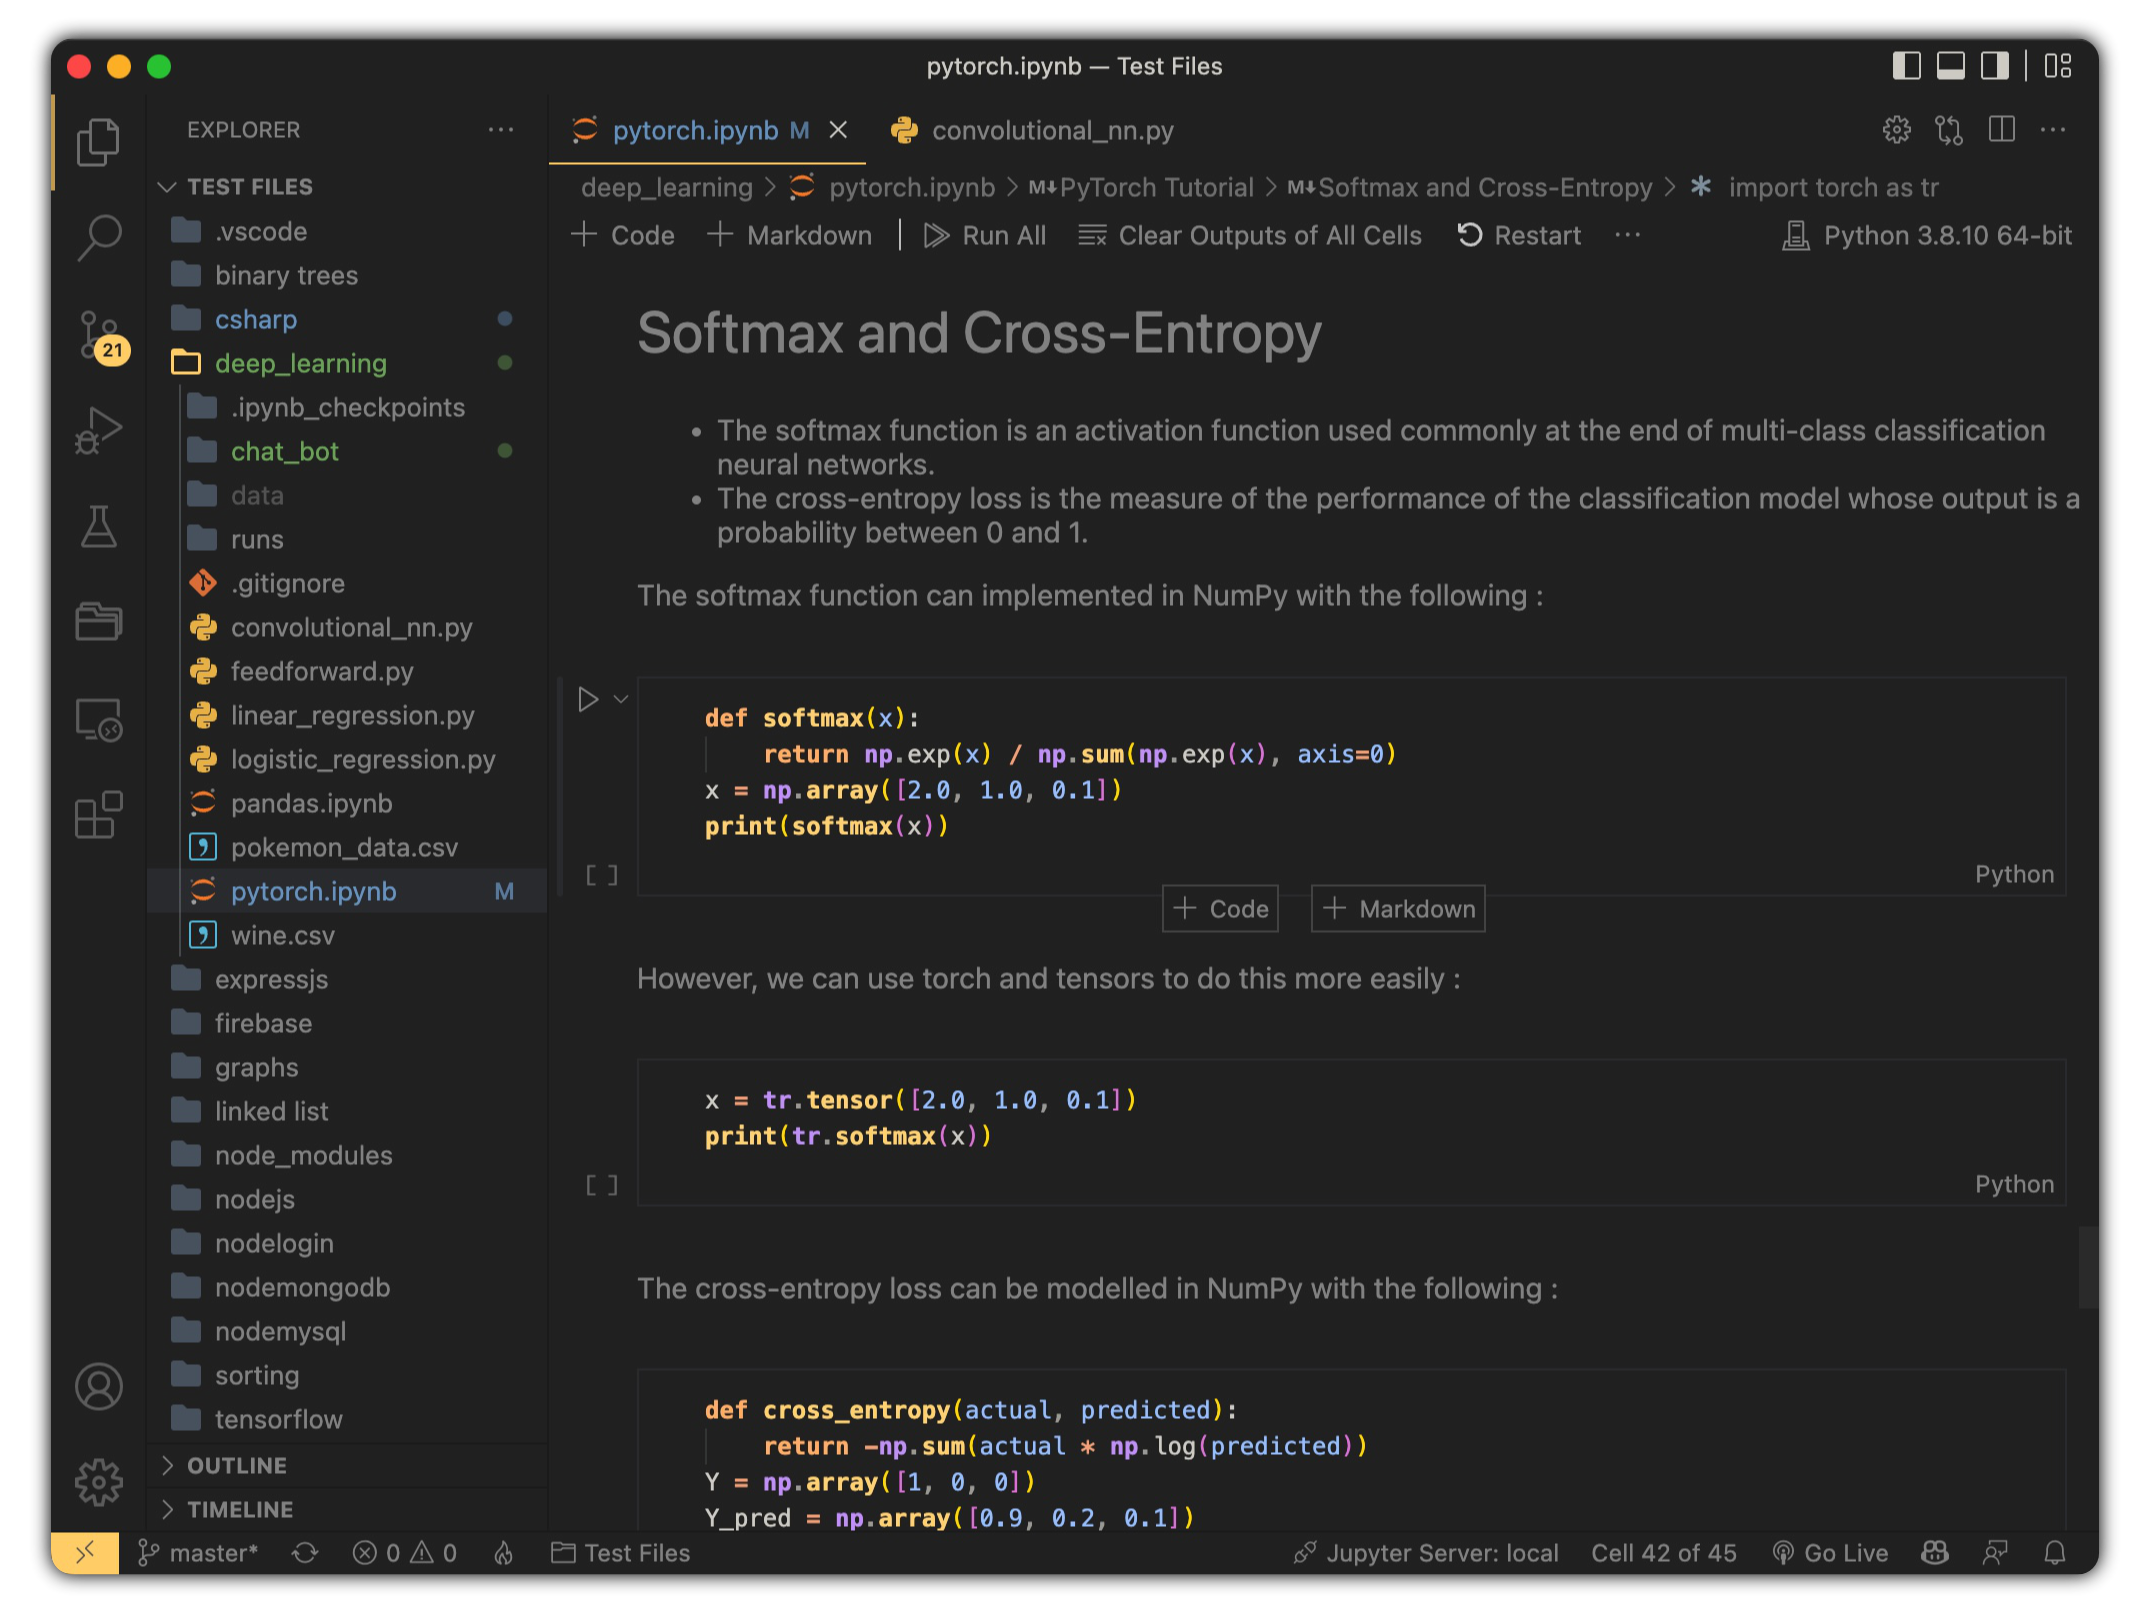 pytorch.ipynb — Test Files
EXPLORER
TEST FILES
.vscode
binary trees
csharp
deep_learning
.ipynb_checkpoints
chat_bot
data
runs
.gitignore
convolutional_nn.py
feedforward.py
linear_regression.py
logistic_regression.py
pandas.ipynb
pokemon_data.csv
pytorch.ipynb M
wine.csv
expressjs
firebase
graphs
linked list
node_modules
nodejs
nodelogin
nodemongodb
nodemysql
sorting
tensorflow
OUTLINE
TIMELINE
21
pytorch.ipynb M
convolutional_nn.py
deep_learning > pytorch.ipynb > M↓PyTorch Tutorial > M↓Softmax and Cross-Entropy > import torch as tr
+ Code + Markdown | Run All Clear Outputs of All Cells Restart ··· Python 3.8.10 64-bit
Softmax and Cross-Entropy
• The softmax function is an activation function used commonly at the end of multi-class classification
neural networks.
• The cross-entropy loss is the measure of the performance of the classification model whose output is a
probability between 0 and 1.
The softmax function can implemented in NumPy with the following :
def softmax(x):
return np.exp(x) / np.sum(np.exp(x), axis=0)
x = np.array([2.0, 1.0, 0.1])
print(softmax(x))
[ ]
Python
+ Code + Markdown
However, we can use torch and tensors to do this more easily :
x = tr.tensor([2.0, 1.0, 0.1])
print(tr.softmax(x))
[ ]
Python
The cross-entropy loss can be modelled in NumPy with the following :
def cross_entropy(actual, predicted):
return -np.sum(actual * np.log(predicted))
Y = np.array([1, 0, 0])
Y_pred = np.array([0.9, 0.2, 0.1])
master* 0 0 Test Files Jupyter Server: local Cell 42 of 45 Go Live